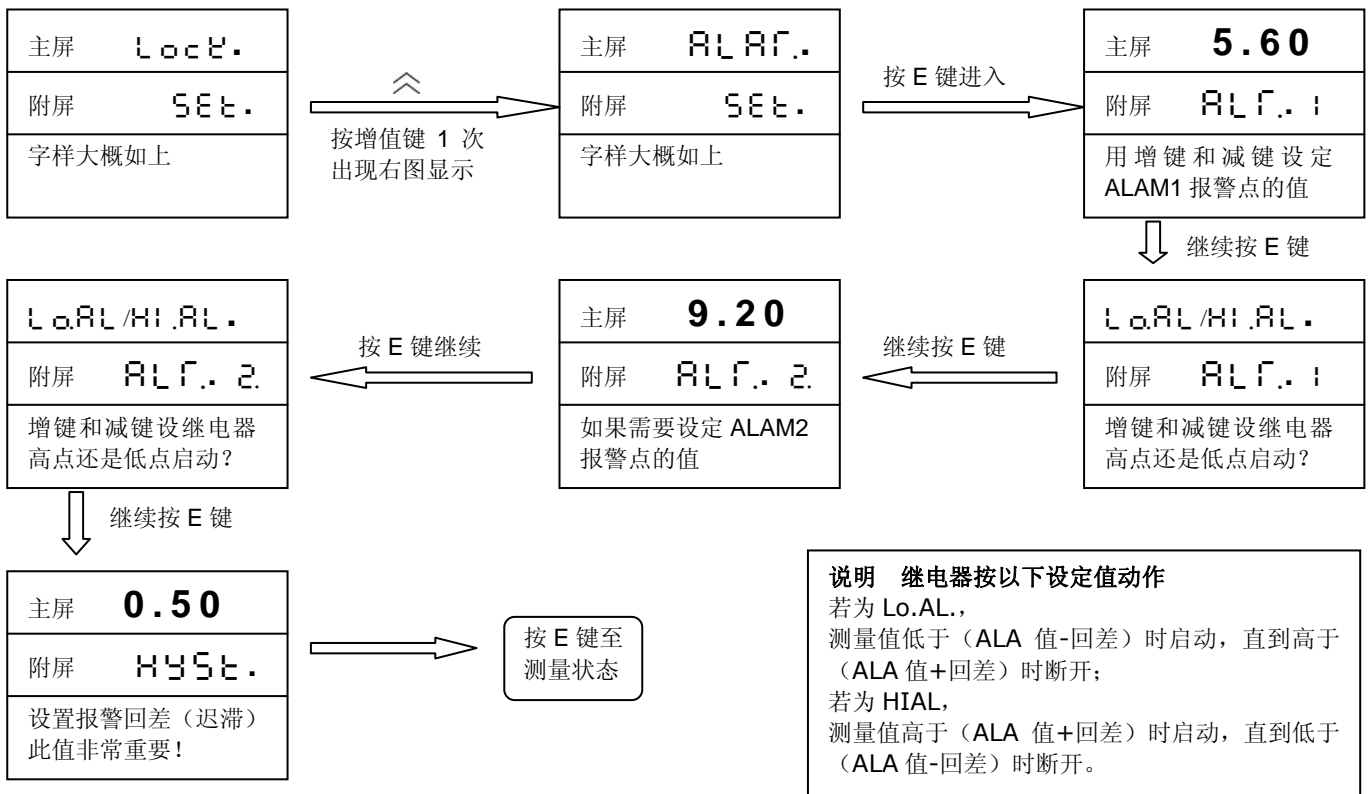 主屏 Lock.
附屏 SEt.
字样大概如上
按增值键 1 次
出现右图显示
主屏 ALAM.
附屏 SEt.
字样大概如上
按 E 键进入
主屏 5.60
附屏 ALM. 1
用增键和减键设定
ALAM1 报警点的值
继续按 E 键
Lo.AL/HI.AL.
附屏 ALM. 1
增键和减键设继电器
高点还是低点启动？
继续按 E 键
主屏 9.20
附屏 ALM. 2.
如果需要设定 ALAM2
报警点的值
按 E 键继续
Lo.AL/HI.AL.
附屏 ALM. 2.
增键和减键设继电器
高点还是低点启动？
继续按 E 键
主屏 0.50
附屏 HYSt.
设置报警回差（迟滞）
此值非常重要！
按 E 键至
测量状态
说明 继电器按以下设定值动作
若为 Lo.AL.，
测量值低于（ALA 值-回差）时启动，直到高于
（ALA 值+回差）时断开；
若为 HIAL，
测量值高于（ALA 值+回差）时启动，直到低于
（ALA 值-回差）时断开。